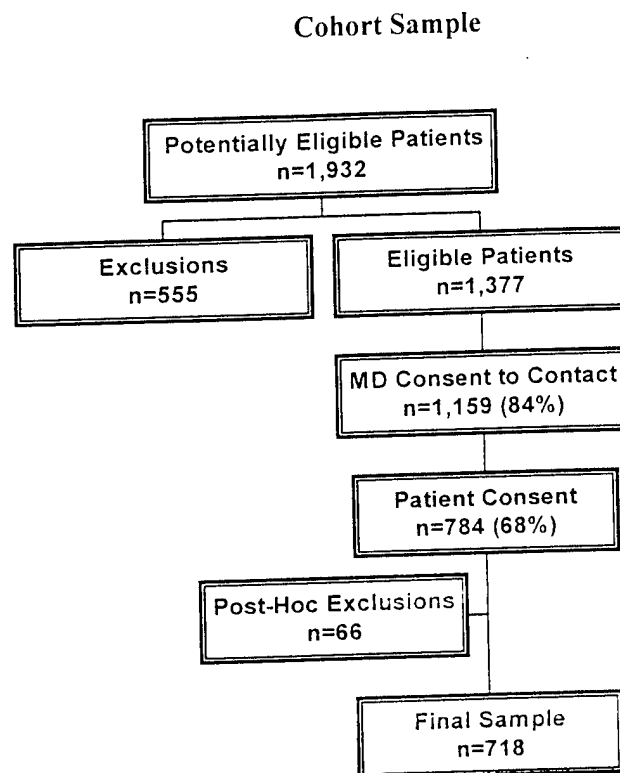 Cohort Sample
Potentially Eligible Patients
n=1,932
Exclusions
n=555
Eligible Patients
n=1,377
MD Consent to Contact
n=1,159 (84%)
Patient Consent
n=784 (68%)
Post-Hoc Exclusions
n=66
Final Sample
n=718